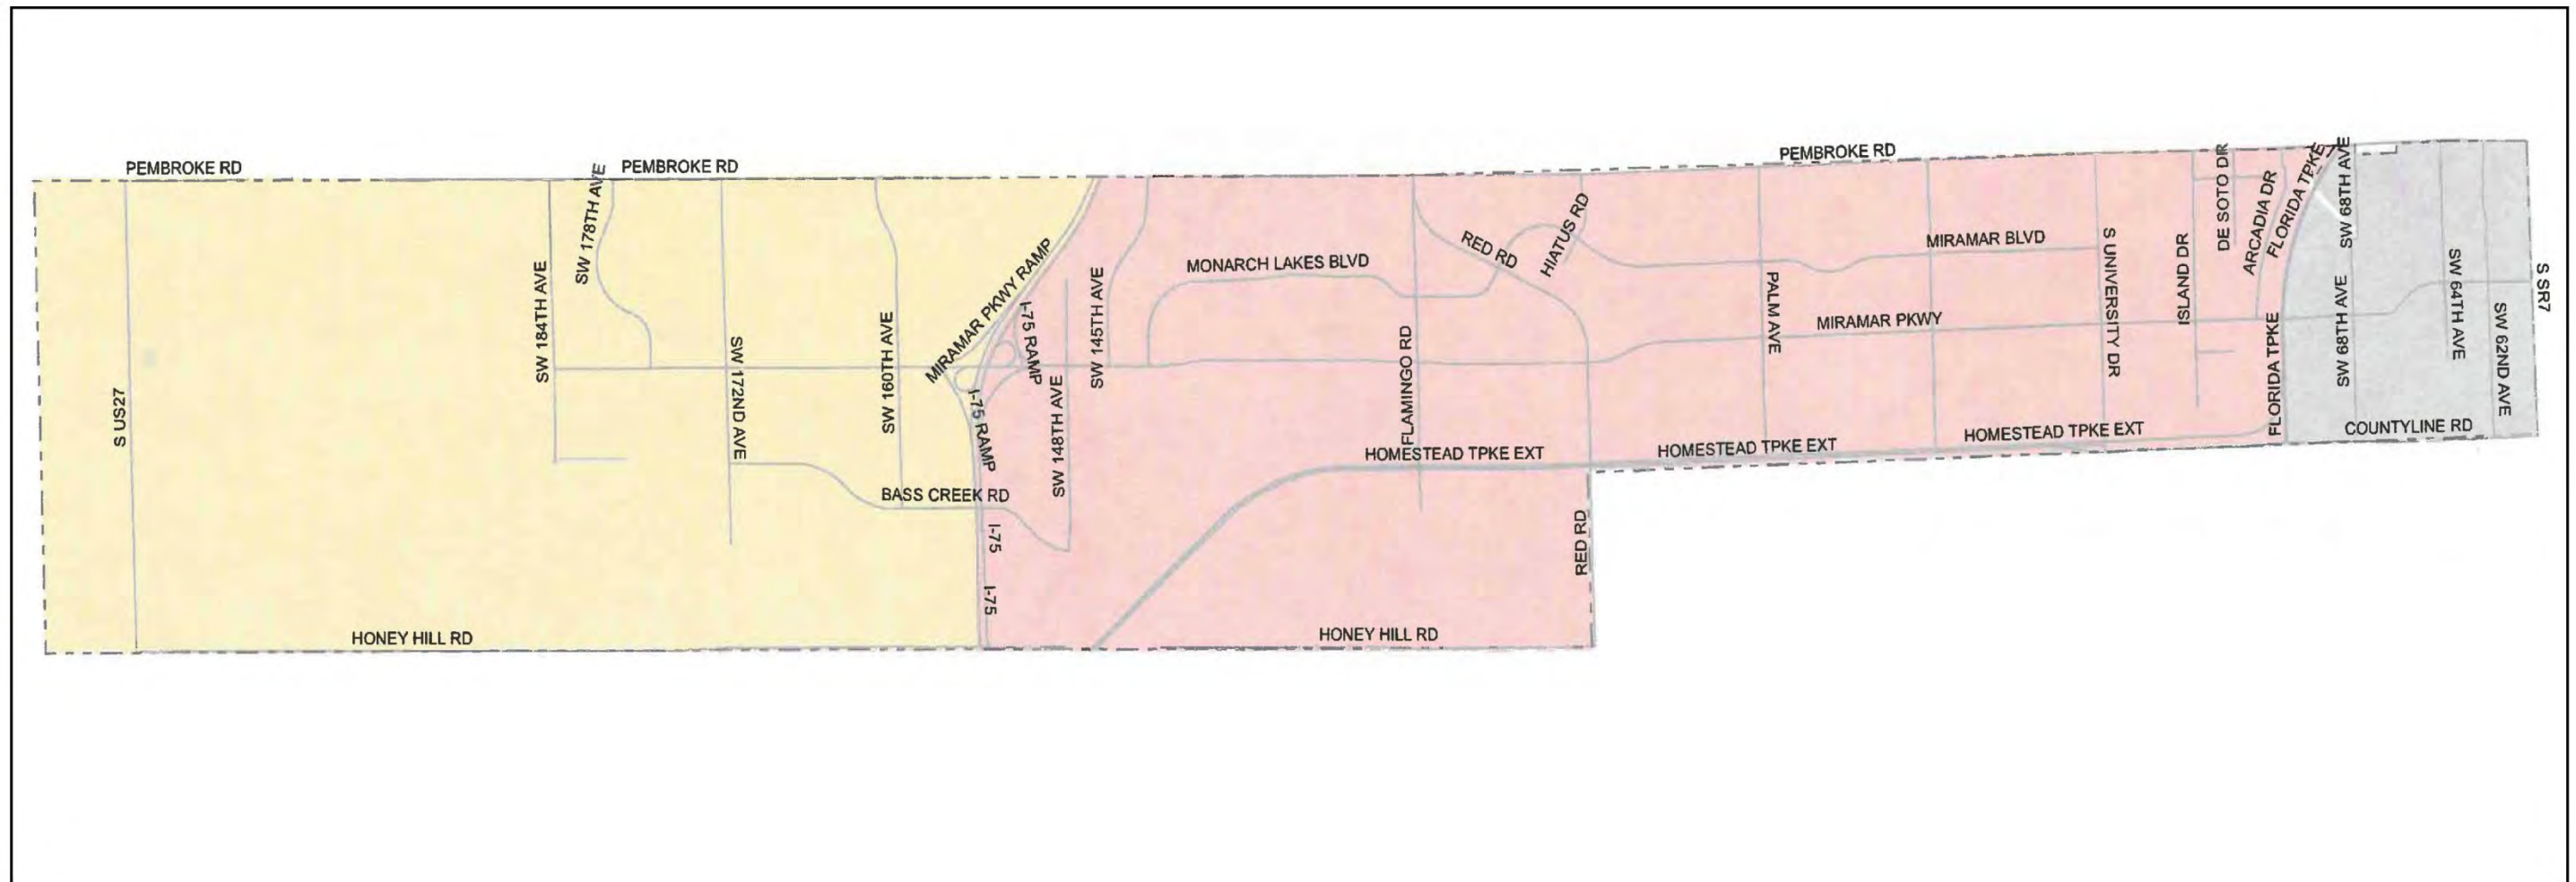 PEMBROKE RD
PEMBROKE RD
PEMBROKE RD
S US27
SW 184TH AVE
SW 178TH AVE
SW 172ND AVE
SW 160TH AVE
MIRAMAR PKWY RAMP
I-75 RAMP
I-75 RAMP
SW 148TH AVE
SW 145TH AVE
BASS CREEK RD
I-75
I-75
HONEY HILL RD
HONEY HILL RD
MONARCH LAKES BLVD
FLAMINGO RD
RED RD
HIATUS RD
RED RD
HOMESTEAD TPKE EXT
HOMESTEAD TPKE EXT
HOMESTEAD TPKE EXT
PALM AVE
MIRAMAR BLVD
MIRAMAR PKWY
S UNIVERSITY DR
ISLAND DR
DE SOTO DR
ARCADIA DR
FLORIDA TPKE
FLORIDA TPKE
SW 68TH AVE
SW 68TH AVE
SW 64TH AVE
SW 62ND AVE
S SR7
COUNTYLINE RD